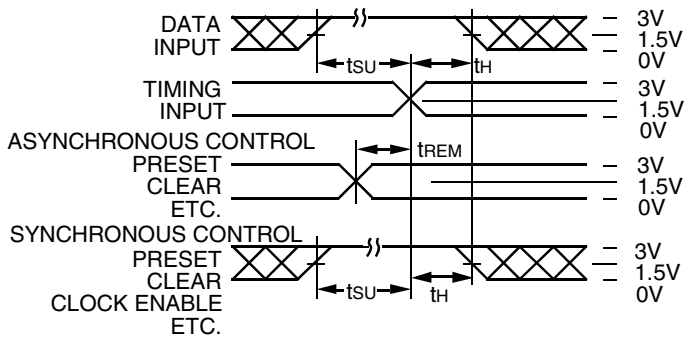 DATA
INPUT
tSU
tH
3V
1.5V
0V
TIMING
INPUT
3V
1.5V
0V
ASYNCHRONOUS CONTROL
PRESET
CLEAR
ETC.
tREM
3V
1.5V
0V
SYNCHRONOUS CONTROL
PRESET
CLEAR
CLOCK ENABLE
ETC.
tSU
tH
3V
1.5V
0V